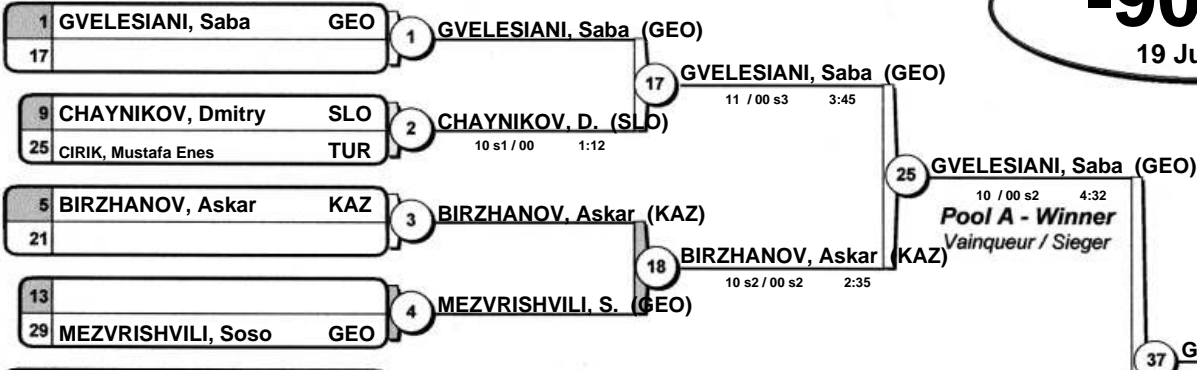 -90
19 Ju
1 GVELESIANI, Saba GEO
17
1
GVELESIANI, Saba (GEO)
9 CHAYNIKOV, Dmitry SLO
25 CIRIK, Mustafa Enes TUR
2
CHAYNIKOV, D. (SLO)
10 s1 / 00 1:12
17
GVELESIANI, Saba (GEO)
11 / 00 s3 3:45
5 BIRZHANOV, Askar KAZ
21
3
BIRZHANOV, Askar (KAZ)
13
29 MEZVRISHVILI, Soso GEO
4
MEZVRISHVILI, S. (GEO)
18
BIRZHANOV, Askar (KAZ)
10 s2 / 00 s2 2:35
25
GVELESIANI, Saba (GEO)
10 / 00 s2 4:32
Pool A - Winner
Vainqueur / Sieger
37
G